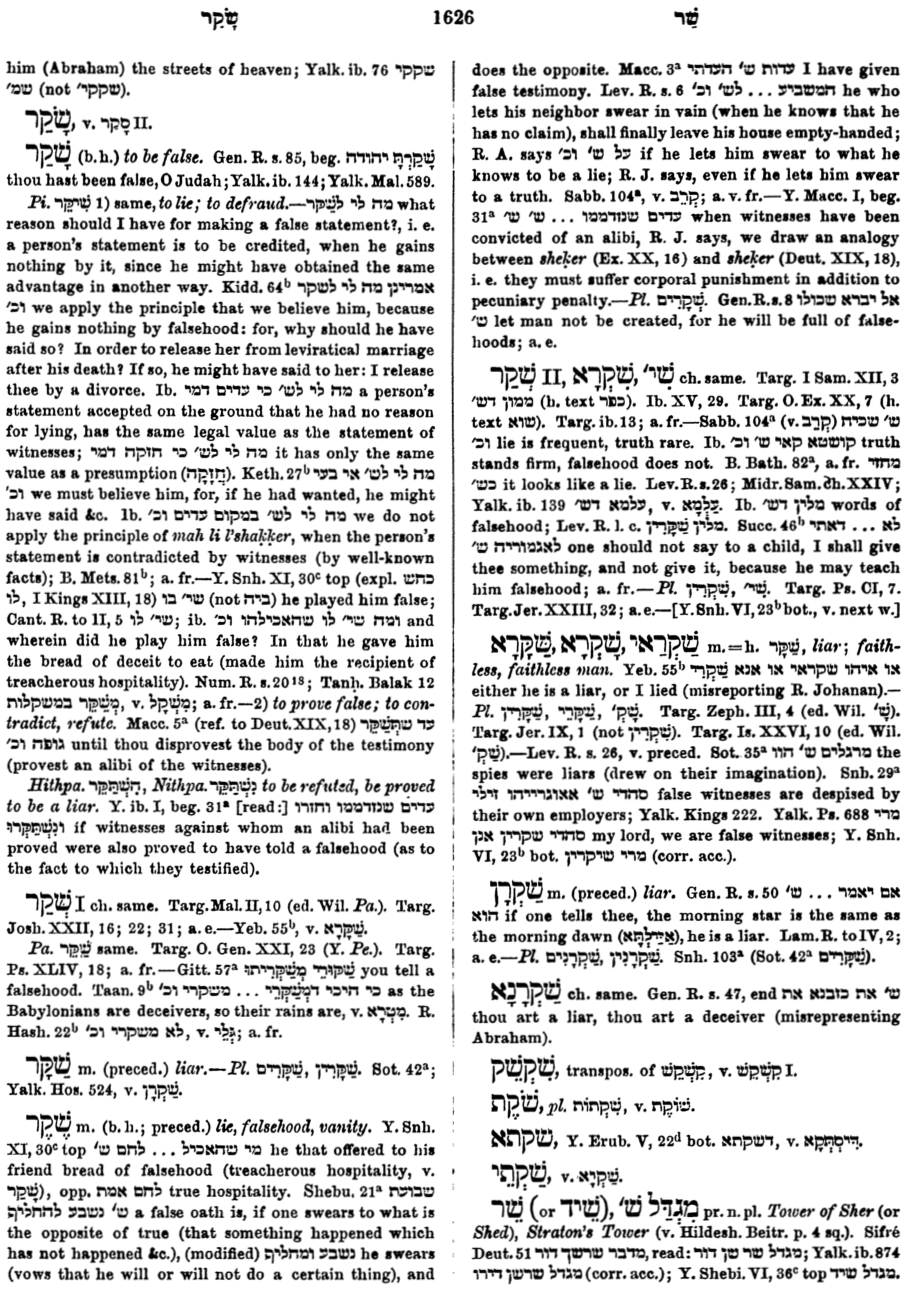 שָׁקַר 1626 שַׁר
him (Abraham) the streets of heaven; Yalk. ib. 76 שקקי
שמ' (not שקקי').
שָׁקַר, v. סָקַר II.
שָׁקַר (b. h.) to be false. Gen. R. s. 85, beg. שָׁקַרְתָּ יהודה
thou hast been false, O Judah; Yalk. ib. 144; Yalk. Mal. 589.
Pi. שִׁיקֵּר 1) same, to lie; to defraud.—מה לי לְשַׁקֵּר what
reason should I have for making a false statement?, i. e.
a person's statement is to be credited, when he gains
nothing by it, since he might have obtained the same
advantage in another way. Kidd. 64ᵇ אמרינן מה לי לשקר
וכ' we apply the principle that we believe him, because
he gains nothing by falsehood: for, why should he have
said so? In order to release her from leviratical marriage
after his death? If so, he might have said to her: I release
thee by a divorce. Ib. מה לי לש' כי עדים דמי a person's
statement accepted on the ground that he had no reason
for lying, has the same legal value as the statement of
witnesses; מה לי לש' כי חזקה דמי it has only the same
value as a presumption (חֲזָקָה). Keth. 27ᵇ מה לי לש' אי בעי
וכ' we must believe him, for, if he had wanted, he might
have said &c. Ib. מה לי לש' במקום עדים וכ' we do not
apply the principle of mah li l'shaḳḳer, when the person's
statement is contradicted by witnesses (by well-known
facts); B. Mets. 81ᵇ; a. fr.—Y. Snh. XI, 30ᶜ top (expl. כחש
לו, I Kings XIII, 18) שי' בו (not ביה) he played him false;
Cant. R. to II, 5 שי' לו; ib. ומה שי' לו שהאכילהו וכ' and
wherein did he play him false? In that he gave him
the bread of deceit to eat (made him the recipient of
treacherous hospitality). Num. R. s. 20¹⁸; Tanḥ. Balak 12
מְשַׁקֵּר במשקלות, v. מִשְׁקָל; a. fr.—2) to prove false; to con-
tradict, refute. Macc. 5ᵃ (ref. to Deut. XIX, 18) עד שתְּשַׁקֵּר
גופה וכ' until thou disprovest the body of the testimony
(provest an alibi of the witnesses).
Hithpa. הִשְׁתַּקֵּר, Nithpa. נִשְׁתַּקֵּר to be refuted, be proved
to be a liar. Y. ib. I, beg. 31ᵃ [read:] עדים שנזדממו וחזרו
ונִשְׁתַּקְּרוּ if witnesses against whom an alibi had been
proved were also proved to have told a falsehood (as to
the fact to which they testified).
שְׁקַר I ch. same. Targ. Mal. II, 10 (ed. Wil. Pa.). Targ.
Josh. XXII, 16; 22; 31; a. e.—Yeb. 55ᵇ, v. שַׁקָּרָא.
Pa. שַׁקֵּר same. Targ. O. Gen. XXI, 23 (Y. Pe.). Targ.
Ps. XLIV, 18; a. fr.—Gitt. 57ᵃ שַׁקּוּרֵי מְשַׁקְּרִיתוּ you tell a
falsehood. Taan. 9ᵇ כי היכי דמְשַׁקְּרֵי ... משקרי וכ' as the
Babylonians are deceivers, so their rains are, v. מִטְרָא. R.
Hash. 22ᵇ לא משקרי וכ', v. גְּלֵי; a. fr.
שַׁקָּר m. (preced.) liar.—Pl. שַׁקָּרִים, שַׁקָּרִין. Sot. 42ᵃ;
Yalk. Hos. 524, v. שַׁקְרָן.
שֶׁקֶר m. (b. h.; preced.) lie, falsehood, vanity. Y. Snh.
XI, 30ᶜ top מי שהאכיל ... לחם ש' he that offered to his
friend bread of falsehood (treacherous hospitality, v.
שָׁקַר), opp. לחם אמת true hospitality. Shebu. 21ᵃ שבועת
ש' נשבע להחליף a false oath is, if one swears to what is
the opposite of true (that something happened which
has not happened &c.), (modified) נשבע ומחליף he swears
(vows that he will or will not do a certain thing), and
does the opposite. Macc. 3ᵃ עדות ש' העדתי I have given
false testimony. Lev. R. s. 6 המשביע ... לש' וכ' he who
lets his neighbor swear in vain (when he knows that he
has no claim), shall finally leave his house empty-handed;
R. A. says על ש' וכ' if he lets him swear to what he
knows to be a lie; R. J. says, even if he lets him swear
to a truth. Sabb. 104ᵃ, v. קָרֵב; a. v. fr.—Y. Macc. I, beg.
31ᵃ עדים שנזדממו ... ש' ש' when witnesses have been
convicted of an alibi, R. J. says, we draw an analogy
between sheḳer (Ex. XX, 16) and sheḳer (Deut. XIX, 18),
i. e. they must suffer corporal punishment in addition to
pecuniary penalty.—Pl. שְׁקָרִים. Gen. R. s. 8 אל יברא שכולו
ש' let man not be created, for he will be full of false-
hoods; a. e.
שְׁקַר II, שִׁקְרָא, שִׁי' ch. same. Targ. I Sam. XII, 3
ממון דש' (h. text כפר). Ib. XV, 29. Targ. O. Ex. XX, 7 (h.
text שוא). Targ. ib. 13; a. fr.—Sabb. 104ᵃ (v. קָרֵב) ש' שכיח
וכ' lie is frequent, truth rare. Ib. קושטא קאי ש' וכ' truth
stands firm, falsehood does not. B. Bath. 82ᵃ, a. fr. מחזי
כש' it looks like a lie. Lev. R. s. 26; Midr. Sam. ch. XXIV;
Yalk. ib. 139 עלמא דש', v. עָלְמָא. Ib. מלין דש' words of
falsehood; Lev. R. l. c. מלין שַׁקְּרִין. Succ. 46ᵇ לא ... דאתי
לאגמוריה ש' one should not say to a child, I shall give
thee something, and not give it, because he may teach
him falsehood; a. fr.—Pl. שִׁקְרִין, שִׁי'. Targ. Ps. CI, 7.
Targ. Jer. XXIII, 32; a. e.—[Y. Snh. VI, 23ᵇ bot., v. next w.]
שַׁקְרַאי, שַׁקְרָא, שַׁקָּרָא m. = h. שַׁקָּר, liar; faith-
less, faithless man. Yeb. 55ᵇ או איהו שקראי או אנא שַׁקְרַי
either he is a liar, or I lied (misreporting R. Johanan).—
Pl. שַׁקָּרִין, שַׁקָּרֵי, שַׁקְ'. Targ. Zeph. III, 4 (ed. Wil. שָׁ').
Targ. Jer. IX, 1 (not שַׁקְּרִין). Targ. Is. XXVI, 10 (ed. Wil.
שַׁקְ').—Lev. R. s. 26, v. preced. Sot. 35ᵃ מרגלים ש' הוו the
spies were liars (drew on their imagination). Snh. 29ᵃ
סהדי ש' אאוגרייהו זילי false witnesses are despised by
their own employers; Yalk. Kings 222. Yalk. Ps. 688 מרי
סהדי שקרין אנן my lord, we are false witnesses; Y. Snh.
VI, 23ᵇ bot. מרי שיקרין (corr. acc.).
שַׁקְרָן m. (preced.) liar. Gen. R. s. 50 אם יאמר ... ש'
הוא if one tells thee, the morning star is the same as
the morning dawn (אַיַּלְתָּא), he is a liar. Lam. R. to IV, 2;
a. e.—Pl. שַׁקְרָנִים, שַׁקְרָנִין. Snh. 103ᵃ (Sot. 42ᵃ שַׁקָּרִים).
שַׁקְרָנָא ch. same. Gen. R. s. 47, end ש' את כזבנא את
thou art a liar, thou art a deceiver (misrepresenting
Abraham).
שִׁקְשֵׁק, transpos. of קִשְׁקֵשׁ, v. קִשְׁקֵשׁ I.
שֹׁקֶת, pl. שְׁקָתוֹת, v. שׁוֹקֶת.
שקתא, Y. Erub. V, 22ᵈ bot. דשקתא, v. דִּיסְתְּקָא.
שַׁקְתֵי, v. שַׁקְיָא.
שֵׁר (or שֵׁיד), מִגְדַּל שׁ' pr. n. pl. Tower of Sher (or
Shed), Straton's Tower (v. Hildesh. Beitr. p. 4 sq.). Sifré
Deut. 51 מדבר שרשך דור, read: מגדל שר שן דור; Yalk. ib. 874
מגדל שרשן דירו (corr. acc.); Y. Shebi. VI, 36ᶜ top מגדל שיד.